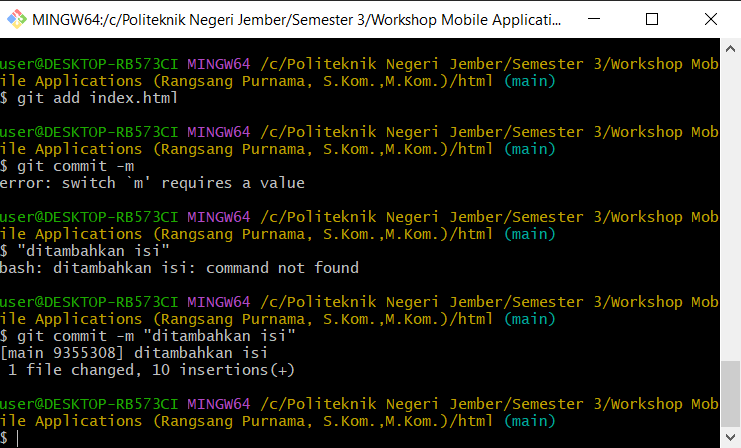 MINGW64:/c/Politeknik Negeri Jember/Semester 3/Workshop Mobile Applicati...
user@DESKTOP-RB573CI MINGW64 /c/Politeknik Negeri Jember/Semester 3/Workshop Mob
ile Applications (Rangsang Purnama, S.Kom.,M.Kom.)/html (main)
$ git add index.html
user@DESKTOP-RB573CI MINGW64 /c/Politeknik Negeri Jember/Semester 3/Workshop Mob
ile Applications (Rangsang Purnama, S.Kom.,M.Kom.)/html (main)
$ git commit -m
error: switch `m' requires a value
user@DESKTOP-RB573CI MINGW64 /c/Politeknik Negeri Jember/Semester 3/Workshop Mob
ile Applications (Rangsang Purnama, S.Kom.,M.Kom.)/html (main)
$ "ditambahkan isi"
bash: ditambahkan isi: command not found
user@DESKTOP-RB573CI MINGW64 /c/Politeknik Negeri Jember/Semester 3/Workshop Mob
ile Applications (Rangsang Purnama, S.Kom.,M.Kom.)/html (main)
$ git commit -m "ditambahkan isi"
[main 9355308] ditambahkan isi
 1 file changed, 10 insertions(+)
user@DESKTOP-RB573CI MINGW64 /c/Politeknik Negeri Jember/Semester 3/Workshop Mob
ile Applications (Rangsang Purnama, S.Kom.,M.Kom.)/html (main)
$